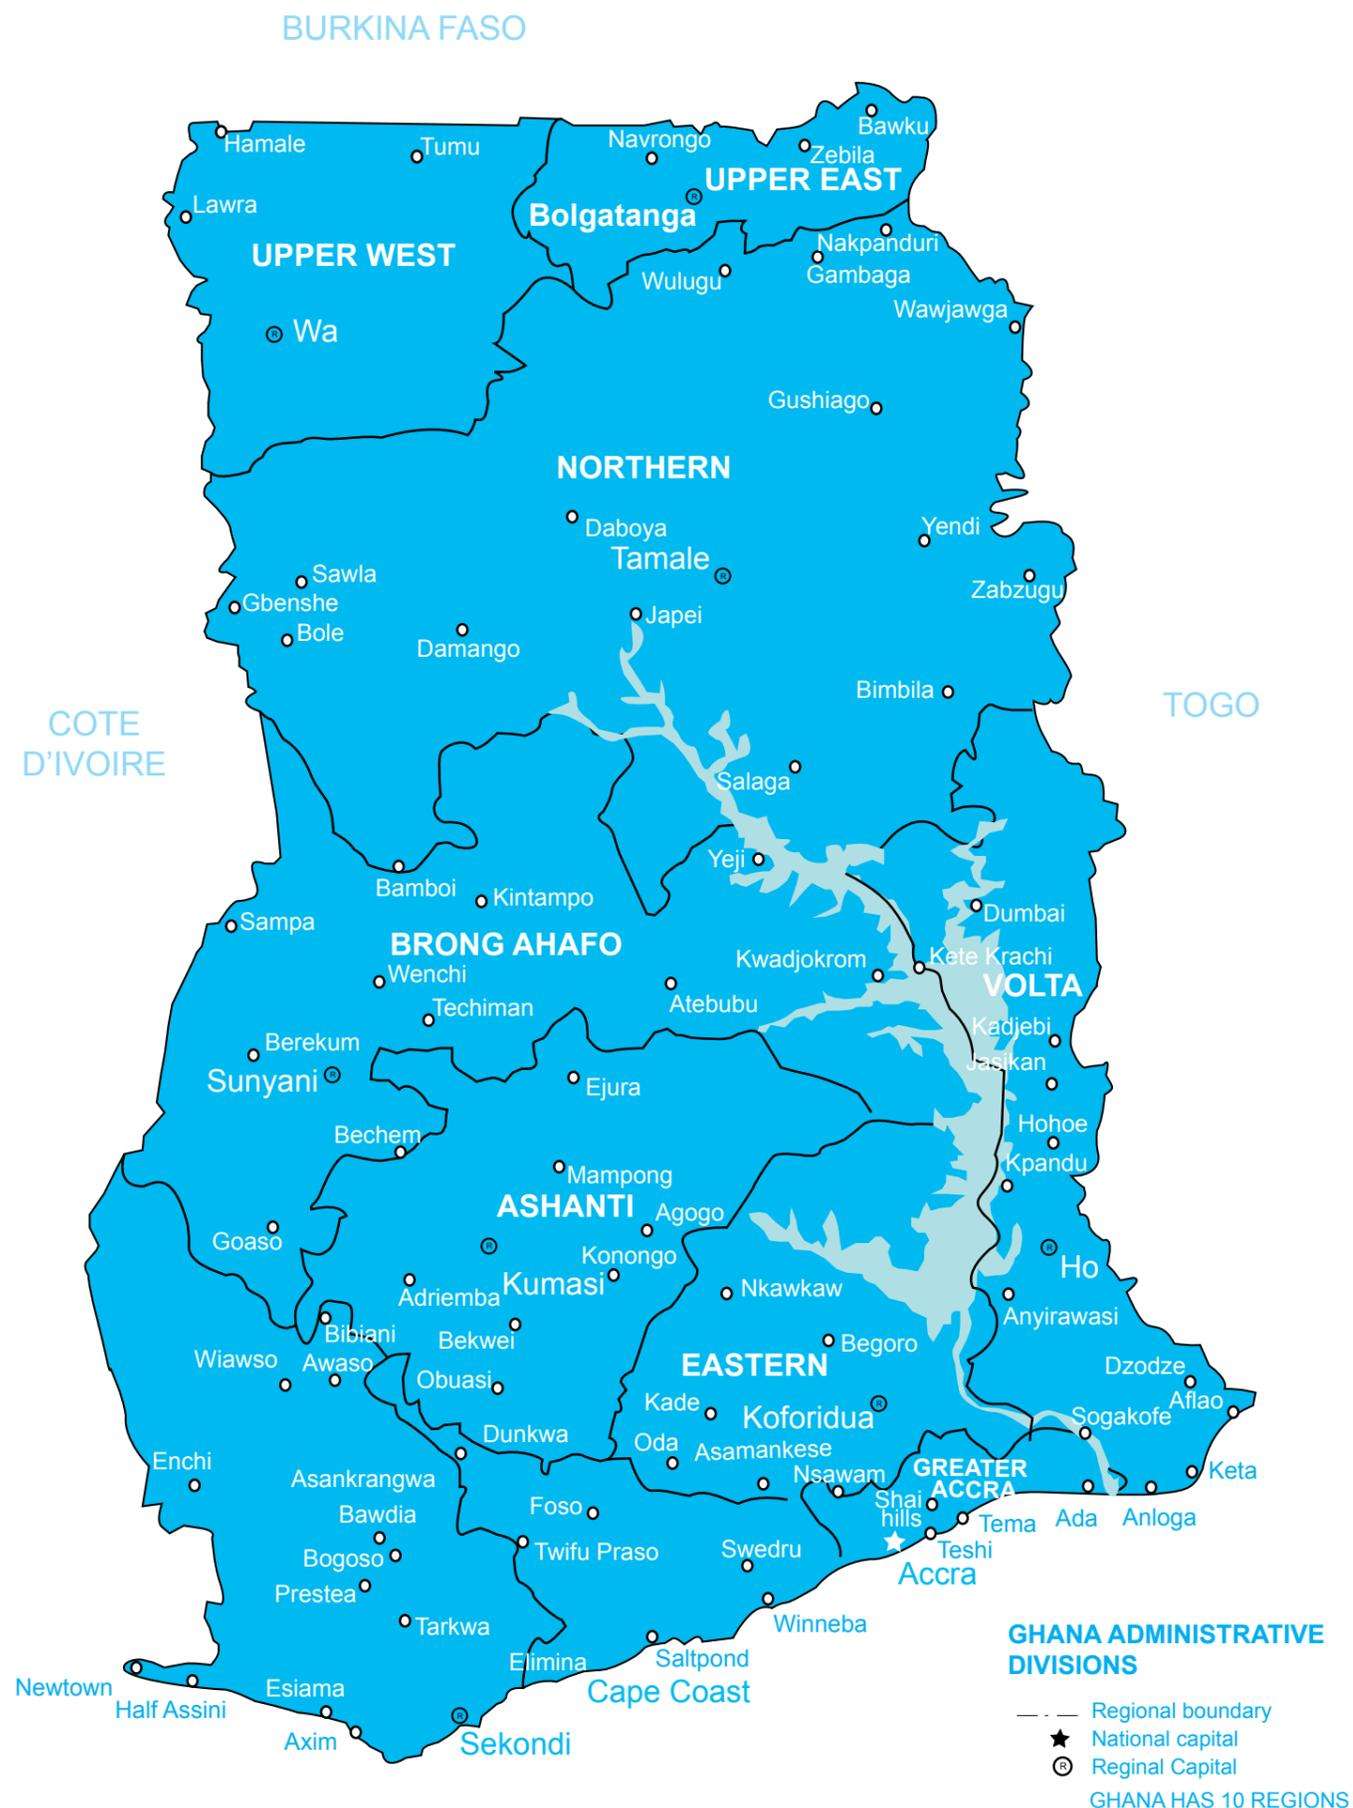 BURKINA FASO
Hamale
Tumu
Navrongo
Bawku
Zebila
UPPER EAST
Lawra
Bolgatanga
R
UPPER WEST
Nakpanduri
Wulugu
Gambaga
Wawjawga
R
Wa
Gushiago
NORTHERN
Daboya
Yendi
Tamale
R
Sawla
Zabzugu
Gbenshe
Japei
Bole
Damango
Bimbila
COTE
D'IVOIRE
TOGO
Salaga
Yeji
Bamboi
Kintampo
Sampa
Dumbai
BRONG AHAFO
Kwadjokrom
Kete Krachi
Wenchi
VOLTA
Atebubu
Techiman
Kadjebi
Berekum
Jasikan
Sunyani
R
Ejura
Hohoe
Bechem
Kpandu
Mampong
ASHANTI
Agogo
Goaso
R
Konongo
R
Ho
Kumasi
Adriemba
Nkawkaw
Anyirawasi
Bibiani
Bekwei
Begoro
Wiawso
Awaso
EASTERN
Dzodze
Obuasi
Aflao
Kade
Koforidua
R
Sogakofe
Dunkwa
Oda
Asamankese
Enchi
Asankrangwa
Nsawam
GREATER
ACCRA
Keta
Bawdia
Foso
Shai
hills
Tema
Ada
Anloga
Bogoso
Twifu Praso
Swedru
Teshi
Accra
Prestea
Tarkwa
Winneba
Elimina
Saltpond
Newtown
Half Assini
Esiama
Cape Coast
Axim
R
Sekondi
GHANA ADMINISTRATIVE
DIVISIONS
Regional boundary
National capital
R
Reginal Capital
GHANA HAS 10 REGIONS